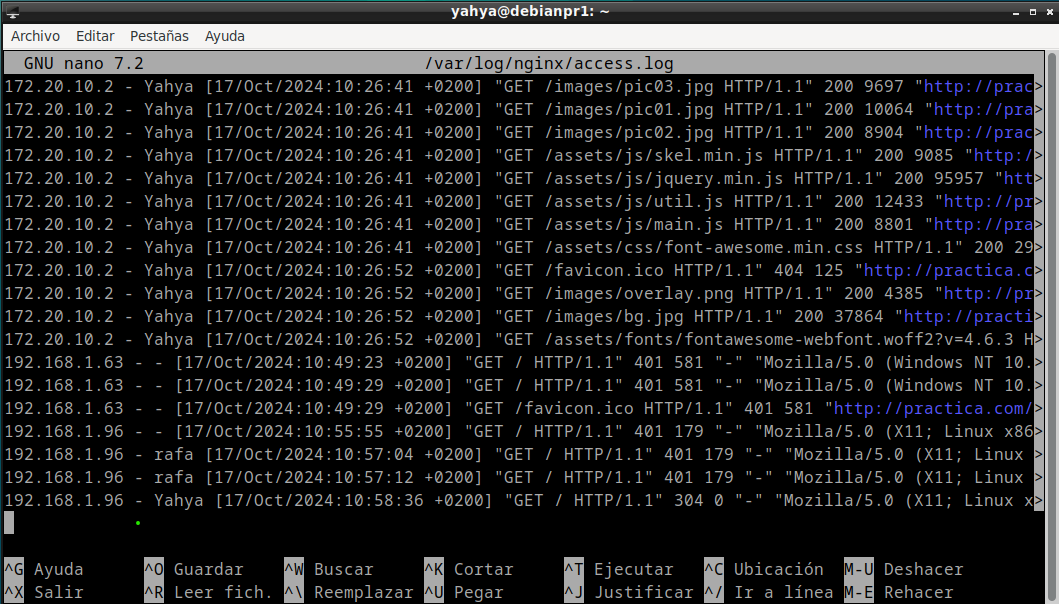 yahya@debianpr1: ~
Archivo Editar Pestañas Ayuda
GNU nano 7.2 /var/log/nginx/access.log
172.20.10.2 - Yahya [17/Oct/2024:10:26:41 +0200] "GET /images/pic03.jpg HTTP/1.1" 200 9697 "http://prac>
172.20.10.2 - Yahya [17/Oct/2024:10:26:41 +0200] "GET /images/pic01.jpg HTTP/1.1" 200 10064 "http://pra>
172.20.10.2 - Yahya [17/Oct/2024:10:26:41 +0200] "GET /images/pic02.jpg HTTP/1.1" 200 8904 "http://prac>
172.20.10.2 - Yahya [17/Oct/2024:10:26:41 +0200] "GET /assets/js/skel.min.js HTTP/1.1" 200 9085 "http:/>
172.20.10.2 - Yahya [17/Oct/2024:10:26:41 +0200] "GET /assets/js/jquery.min.js HTTP/1.1" 200 95957 "htt>
172.20.10.2 - Yahya [17/Oct/2024:10:26:41 +0200] "GET /assets/js/util.js HTTP/1.1" 200 12433 "http://pr>
172.20.10.2 - Yahya [17/Oct/2024:10:26:41 +0200] "GET /assets/js/main.js HTTP/1.1" 200 8801 "http://pra>
172.20.10.2 - Yahya [17/Oct/2024:10:26:41 +0200] "GET /assets/css/font-awesome.min.css HTTP/1.1" 200 29>
172.20.10.2 - Yahya [17/Oct/2024:10:26:52 +0200] "GET /favicon.ico HTTP/1.1" 404 125 "http://practica.c>
172.20.10.2 - Yahya [17/Oct/2024:10:26:52 +0200] "GET /images/overlay.png HTTP/1.1" 200 4385 "http://pr>
172.20.10.2 - Yahya [17/Oct/2024:10:26:52 +0200] "GET /images/bg.jpg HTTP/1.1" 200 37864 "http://practi>
172.20.10.2 - Yahya [17/Oct/2024:10:26:52 +0200] "GET /assets/fonts/fontawesome-webfont.woff2?v=4.6.3 H>
192.168.1.63 - - [17/Oct/2024:10:49:23 +0200] "GET / HTTP/1.1" 401 581 "-" "Mozilla/5.0 (Windows NT 10.>
192.168.1.63 - - [17/Oct/2024:10:49:29 +0200] "GET / HTTP/1.1" 401 581 "-" "Mozilla/5.0 (Windows NT 10.>
192.168.1.63 - - [17/Oct/2024:10:49:29 +0200] "GET /favicon.ico HTTP/1.1" 401 581 "http://practica.com/>
192.168.1.96 - - [17/Oct/2024:10:55:55 +0200] "GET / HTTP/1.1" 401 179 "-" "Mozilla/5.0 (X11; Linux x86>
192.168.1.96 - rafa [17/Oct/2024:10:57:04 +0200] "GET / HTTP/1.1" 401 179 "-" "Mozilla/5.0 (X11; Linux >
192.168.1.96 - rafa [17/Oct/2024:10:57:12 +0200] "GET / HTTP/1.1" 401 179 "-" "Mozilla/5.0 (X11; Linux >
192.168.1.96 - Yahya [17/Oct/2024:10:58:36 +0200] "GET / HTTP/1.1" 304 0 "-" "Mozilla/5.0 (X11; Linux x>
^G Ayuda ^O Guardar ^W Buscar ^K Cortar ^T Ejecutar ^C Ubicación M-U Deshacer
^X Salir ^R Leer fich. ^\ Reemplazar ^U Pegar ^J Justificar ^/ Ir a línea M-E Rehacer